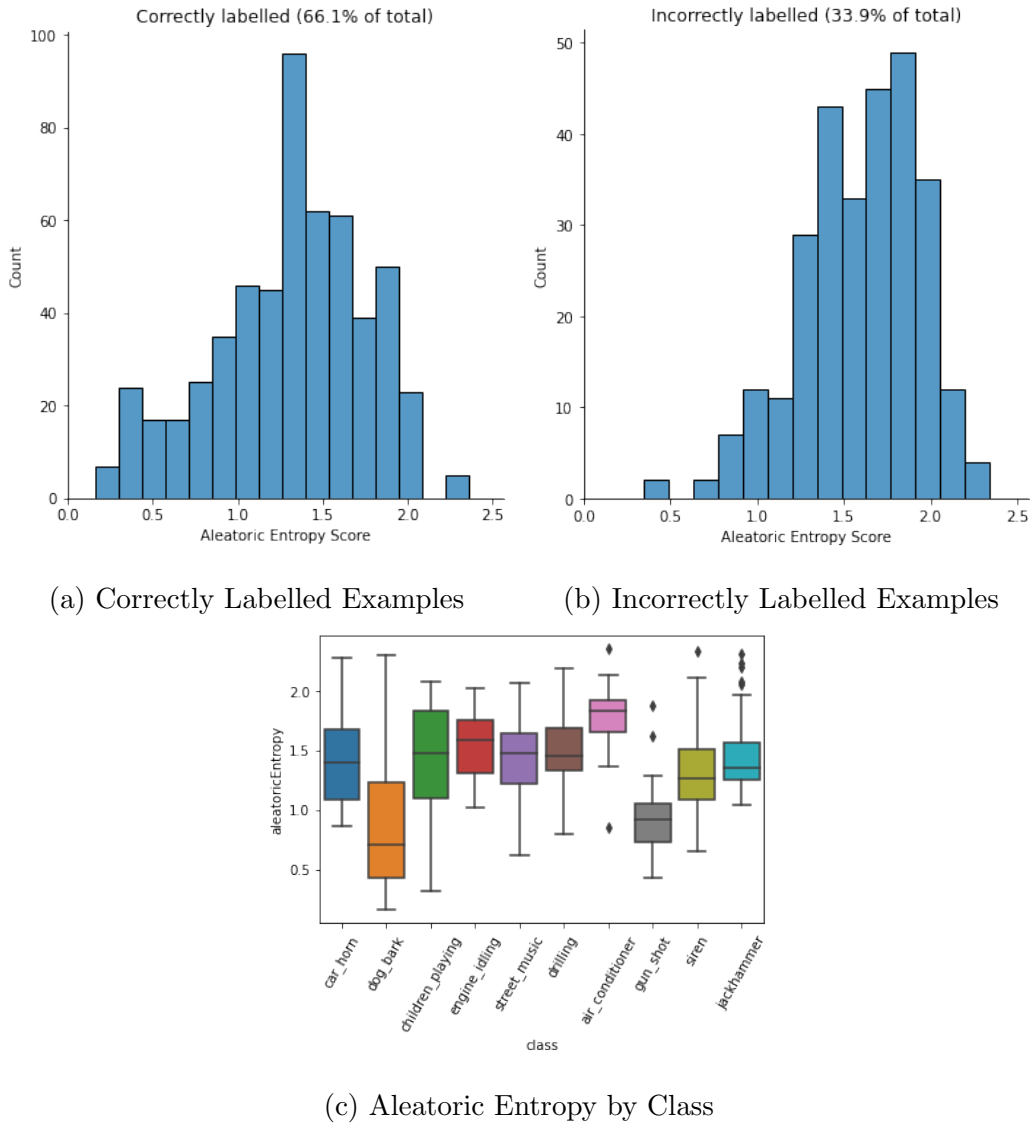 Correctly labelled (66.1% of total)
100
80
60
40
20
0
Count
0.0 0.5 1.0 1.5 2.0 2.5
Aleatoric Entropy Score
(a) Correctly Labelled Examples
Incorrectly labelled (33.9% of total)
50
40
30
20
10
0
Count
0.0 0.5 1.0 1.5 2.0 2.5
Aleatoric Entropy Score
(b) Incorrectly Labelled Examples
2.0
1.5
1.0
0.5
aleatoricEntropy
car_horn
dog_bark
children_playing
engine_idling
street_music
drilling
air_conditioner
gun_shot
siren
jackhammer
class
(c) Aleatoric Entropy by Class